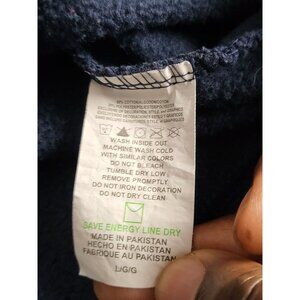 WASH INSIDE OUT
MACHINE WASH COLD
WITH SIMILAR COLORS
DO NOT BLEACH
TUMBLE DRY LOW
REMOVE PROMPTLY
DO NOT IRON DECORATION
DO NOT DRY CLEAN
SAVE ENERGY LINE DRY
MADE IN PAKISTAN
HECHO EN PAKISTAN
FABRIQUE AU PAKISTAN
L/G/G